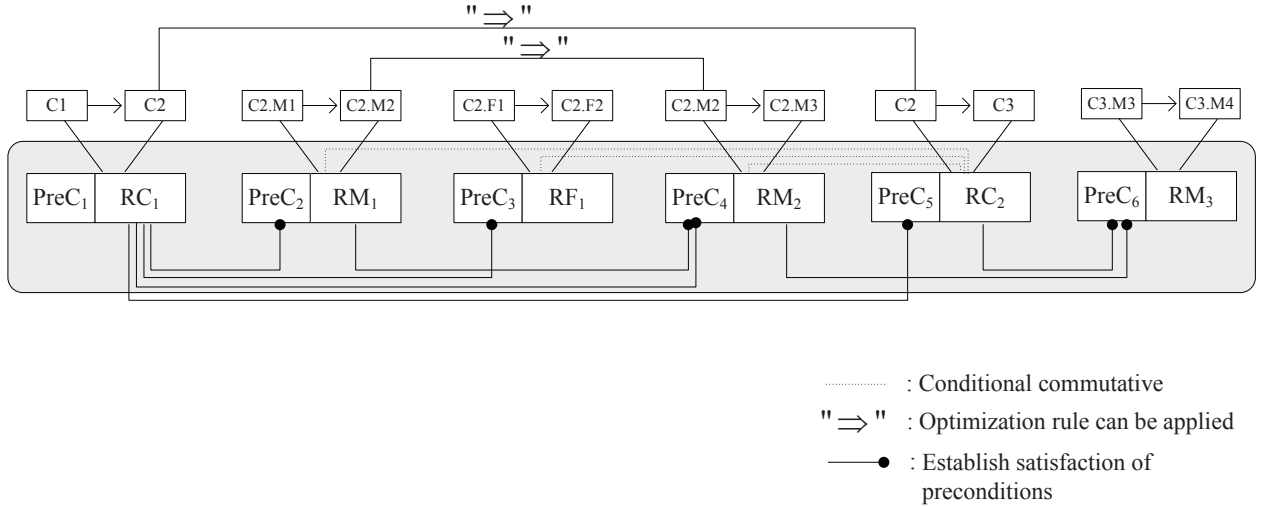 " ⇒ "
" ⇒ "
C1 C2 C2.M1 C2.M2 C2.F1 C2.F2 C2.M2 C2.M3 C2 C3 C3.M3 C3.M4
PreC₁ RC₁ PreC₂ RM₁ PreC₃ RF₁ PreC₄ RM₂ PreC₅ RC₂ PreC₆ RM₃
: Conditional commutative
" ⇒ " : Optimization rule can be applied
: Establish satisfaction of
preconditions